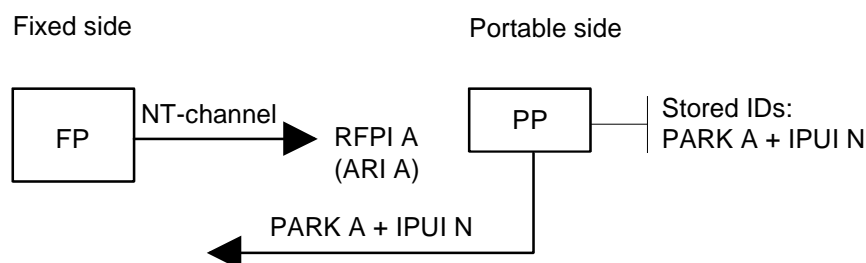 Fixed side
Portable side
FP
NT-channel
RFPI A
(ARI A)
PP
Stored IDs:
PARK A + IPUI N
PARK A + IPUI N